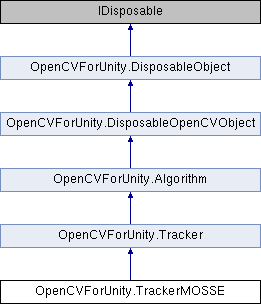 IDisposable
OpenCVForUnity.DisposableObject
OpenCVForUnity.DisposableOpenCVObject
OpenCVForUnity.Algorithm
OpenCVForUnity.Tracker
OpenCVForUnity.TrackerMOSSE